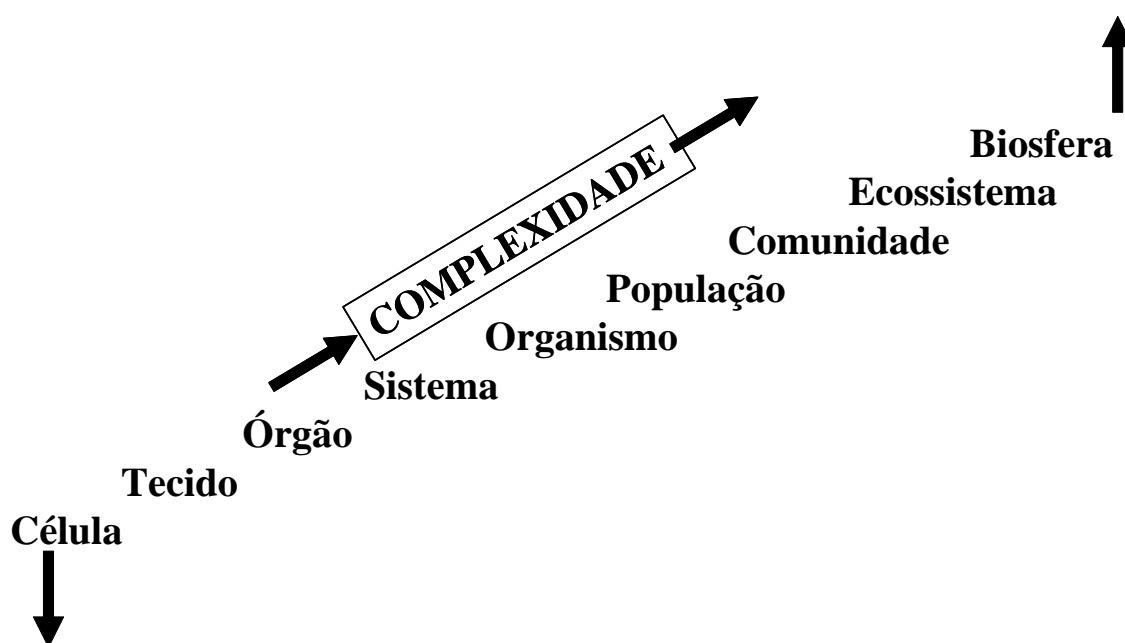 Biosfera
Ecossistema
COMPLEXIDADE
Comunidade
População
Organismo
Sistema
Órgão
Tecido
Célula